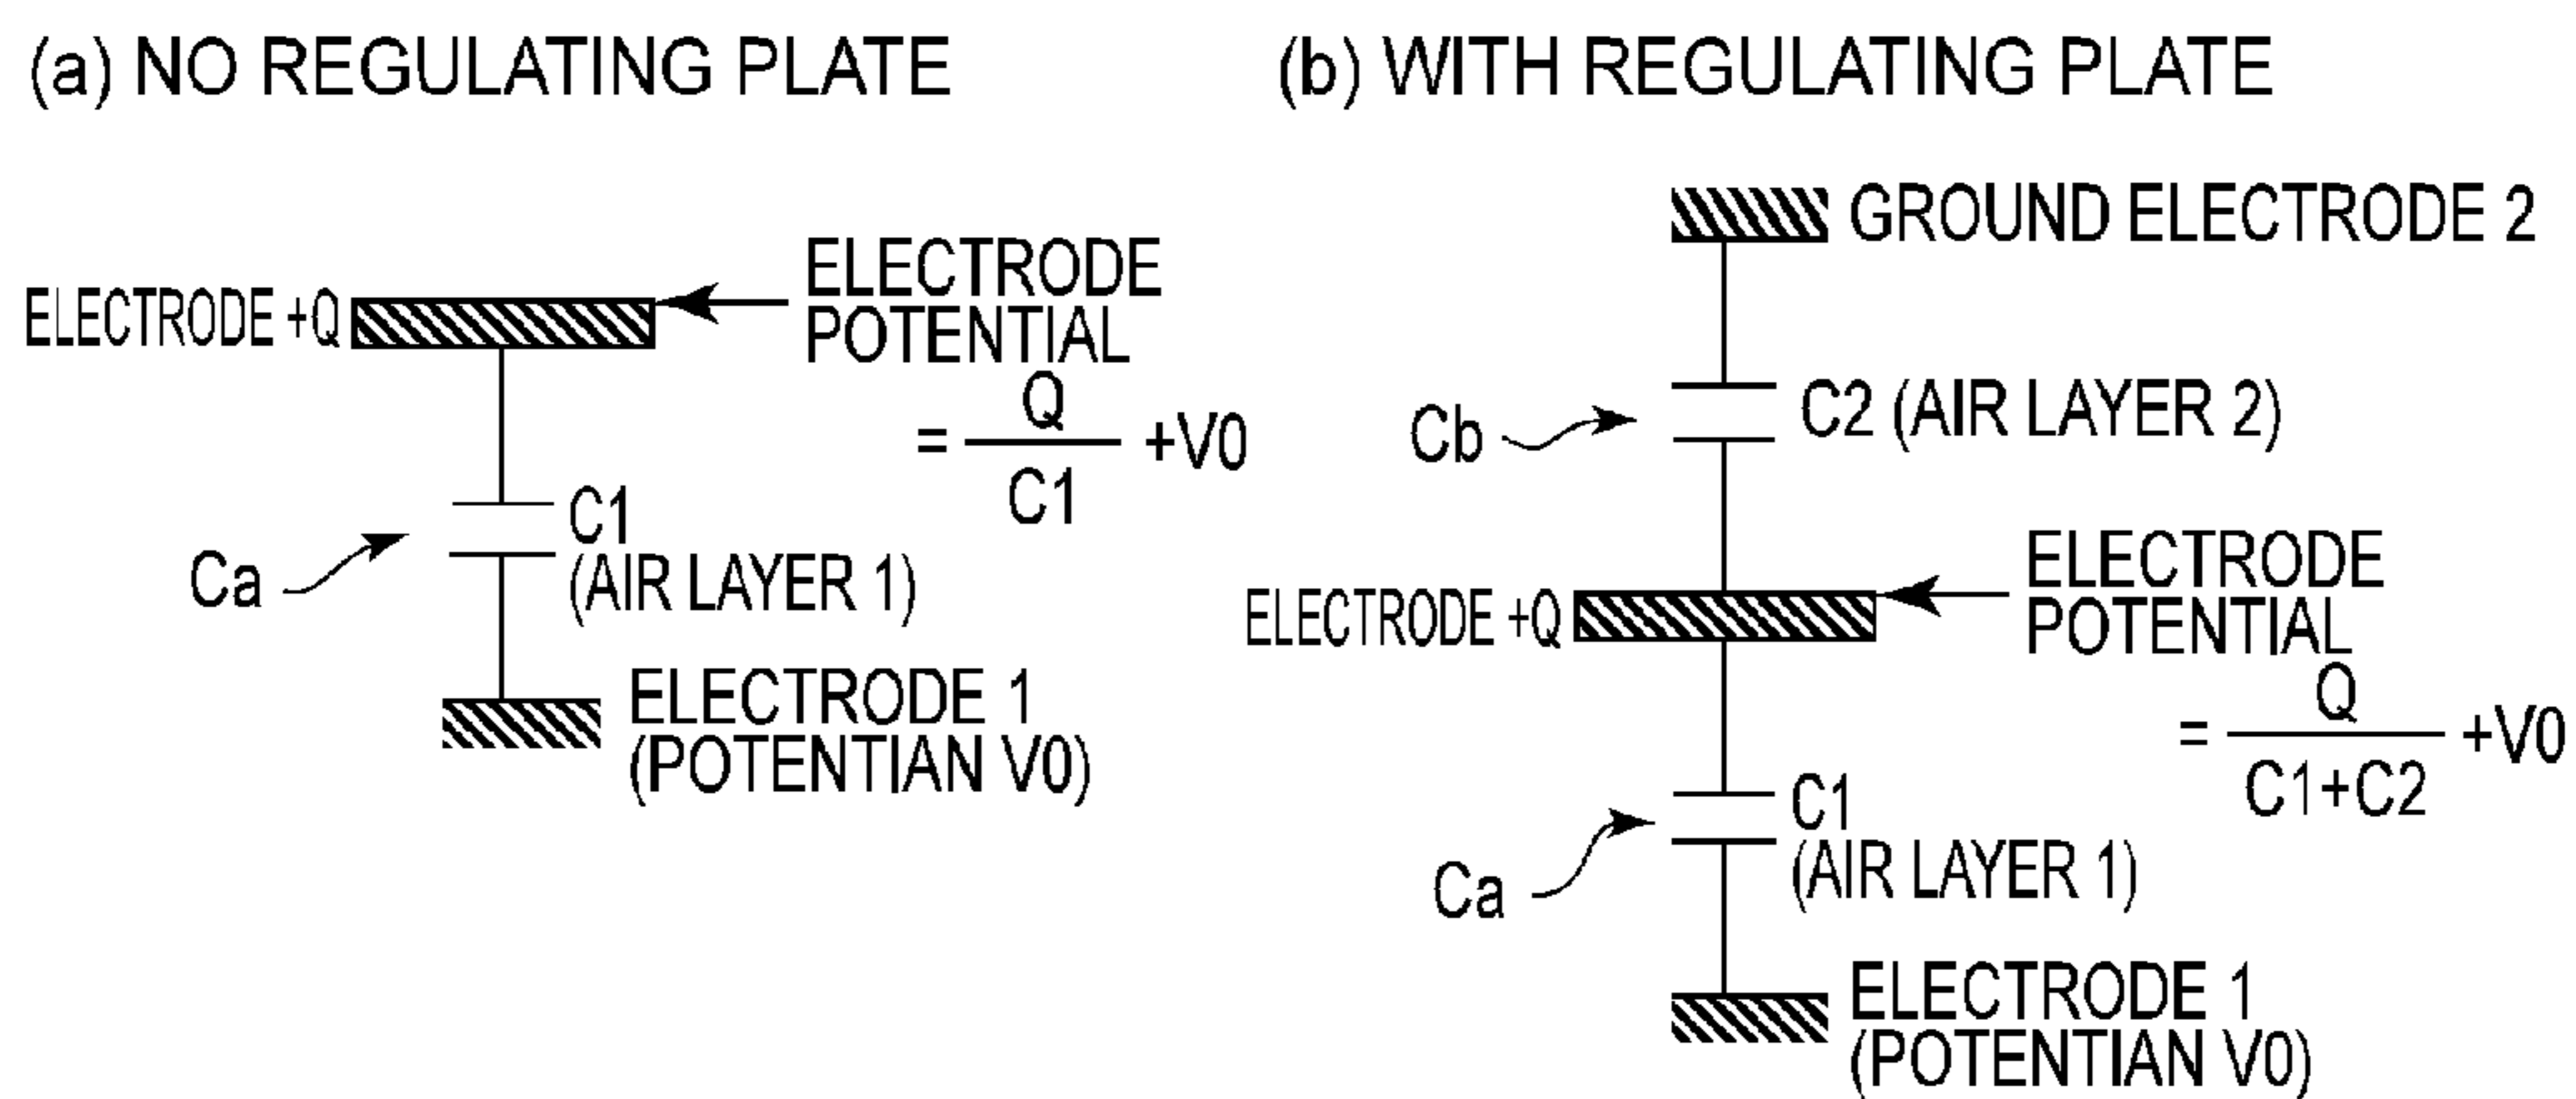 (a) NO REGULATING PLATE
ELECTRODE +Q
ELECTRODE
POTENTIAL
= Q / C1 +V0
Ca
C1
(AIR LAYER 1)
ELECTRODE 1
(POTENTIAN V0)
(b) WITH REGULATING PLATE
GROUND ELECTRODE 2
Cb
C2 (AIR LAYER 2)
ELECTRODE +Q
ELECTRODE
POTENTIAL
= Q / C1+C2 +V0
Ca
C1
(AIR LAYER 1)
ELECTRODE 1
(POTENTIAN V0)